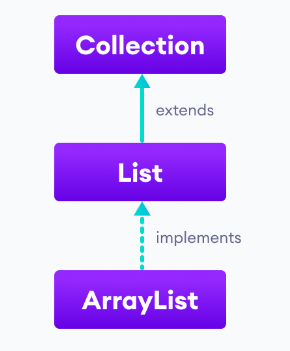 Collection
extends
List
implements
ArrayList